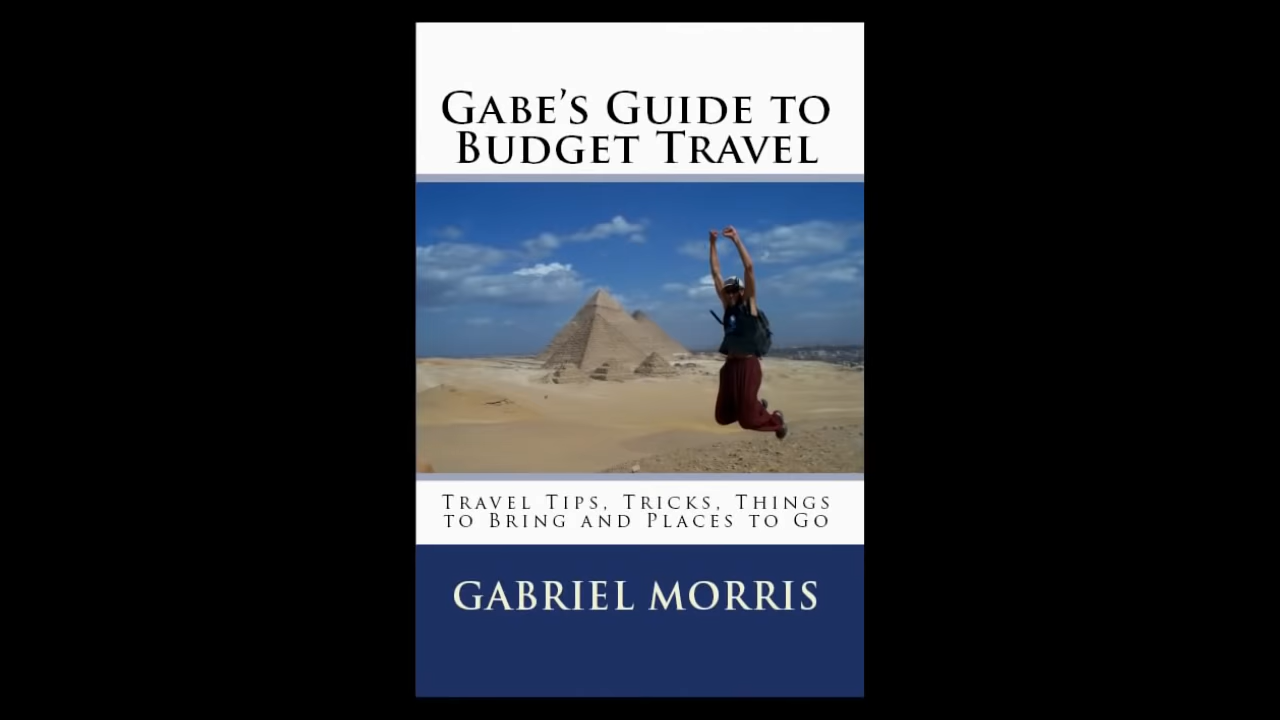 Gabe's Guide to
Budget Travel
Travel Tips, Tricks, Things
to Bring and Places to Go
GABRIEL MORRIS